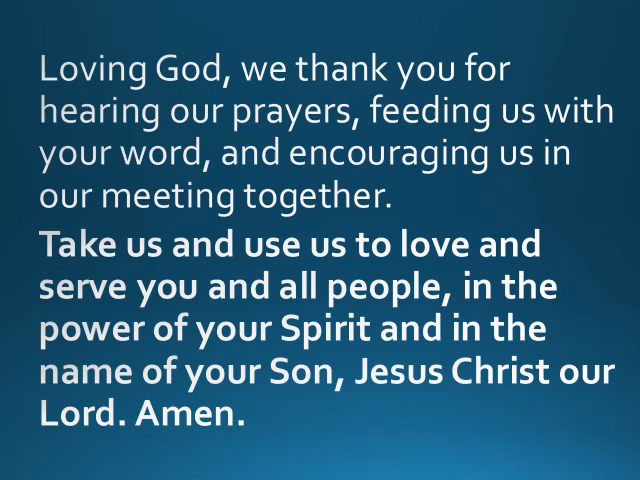 Loving God, we thank you for
hearing our prayers, feeding us with
your word, and encouraging us in
our meeting together.
Take us and use us to love and
serve you and all people, in the
power of your Spirit and in the
name of your Son, Jesus Christ our
Lord. Amen.